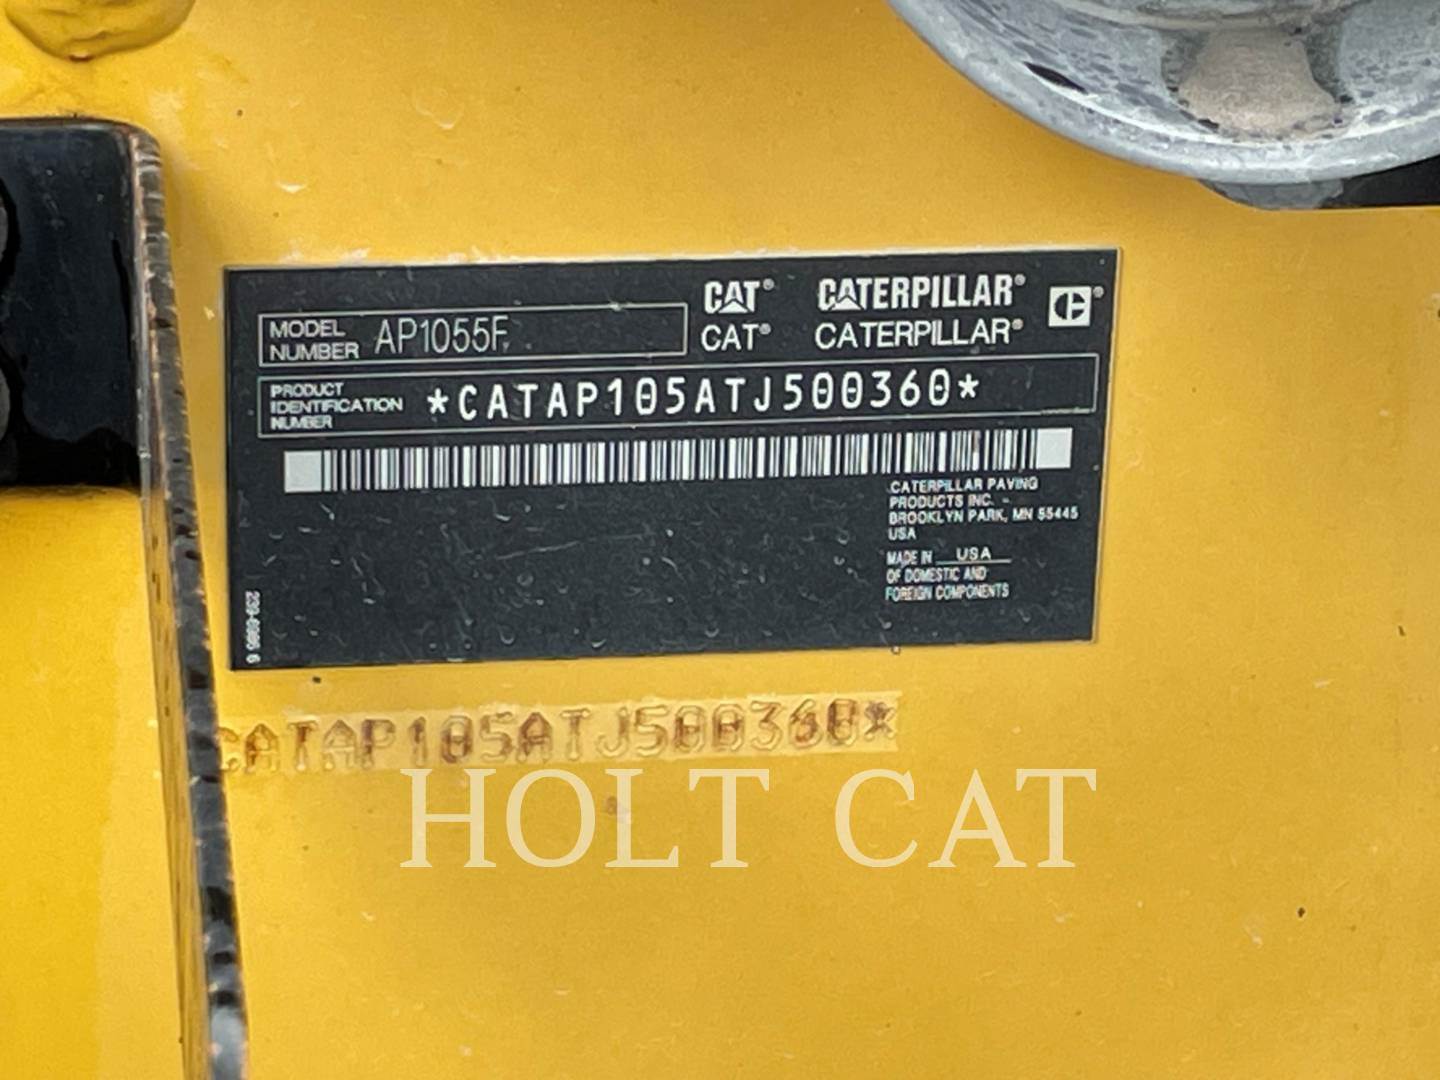 CAT® CATERPILLAR®
MODEL NUMBER AP1055F CAT® CATERPILLAR®
PRODUCT
IDENTIFICATION *CATAP105ATJ500360*
NUMBER
CATERPILLAR PAVING
PRODUCTS INC.
BROOKLYN PARK, MN 55445
USA
MADE IN USA
OF DOMESTIC AND
FOREIGN COMPONENTS
CATAP105ATJ500360*
HOLT CAT